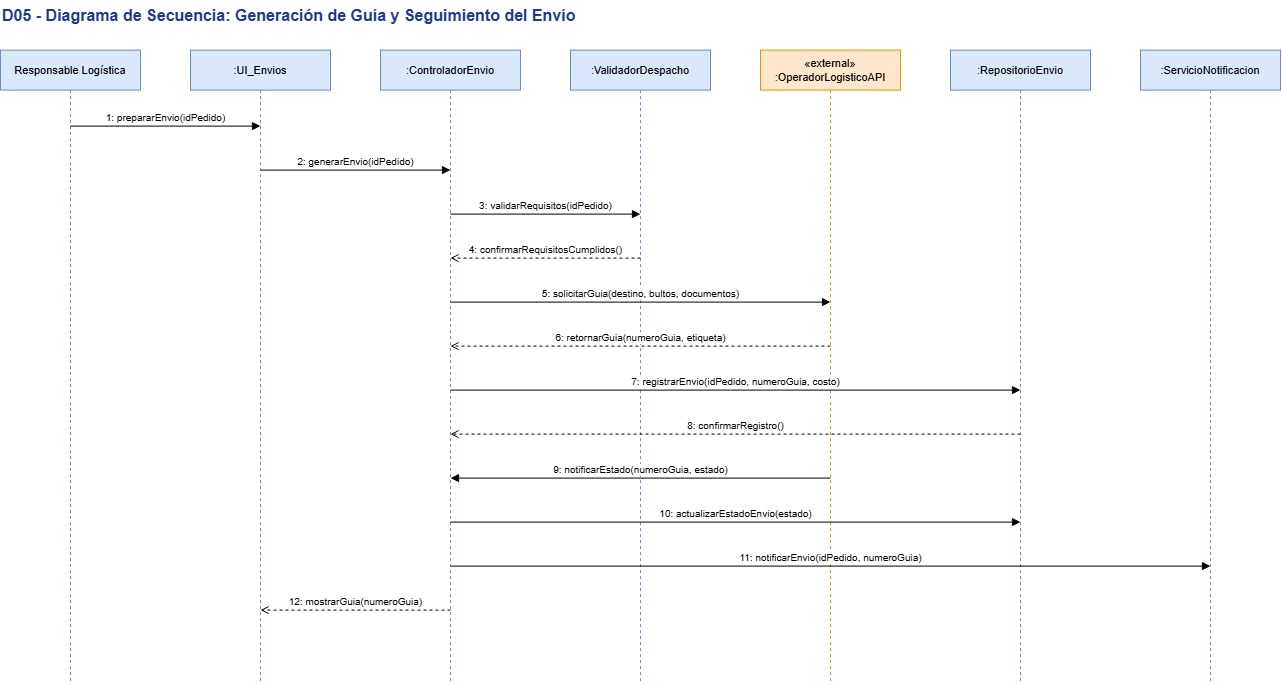 D05 - Diagrama de Secuencia: Generación de Guía y Seguimiento del Envío
Responsable Logística
:UI_Envios
:ControladorEnvio
:ValidadorDespacho
«external»
:OperadorLogisticoAPI
:RepositorioEnvio
:ServicioNotificacion
1: prepararEnvio(idPedido)
2: generarEnvio(idPedido)
3: validarRequisitos(idPedido)
4: confirmarRequisitosCumplidos()
5: solicitarGuia(destino, bultos, documentos)
6: retornarGuia(numeroGuia, etiqueta)
7: registrarEnvio(idPedido, numeroGuia, costo)
8: confirmarRegistro()
9: notificarEstado(numeroGuia, estado)
10: actualizarEstadoEnvio(estado)
11: notificarEnvio(idPedido, numeroGuia)
12: mostrarGuia(numeroGuia)